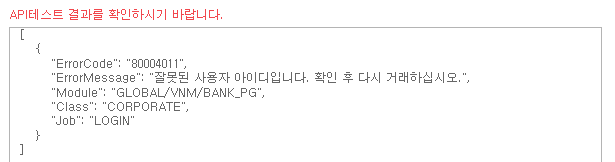 API테스트 결과를 확인하시기 바랍니다.
[
{
"ErrorCode": "80004011",
"ErrorMessage": "잘못된 사용자 아이디입니다. 확인 후 다시 거래하십시오.",
"Module": "GLOBAL/VNM/BANK_PG",
"Class": "CORPORATE",
"Job": "LOGIN"
}
]